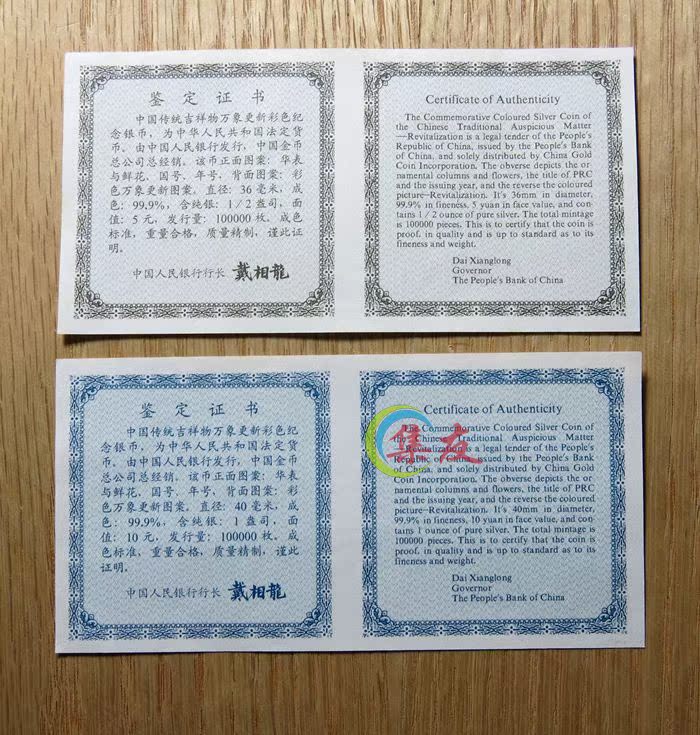 鉴定证书
中国传统吉祥物万象更新彩色纪
念银币，为中华人民共和国法定货
币。由中国人民银行发行，中国金币
总公司总经销。该币正面图案：华表
与鲜花、国号、年号，背面图案：彩
色万象更新图案。直径：36毫米，成
色：99.9%，含纯银：1／2盎司，面
值：5元，发行量：100000枚。成色
标准，重量合格，质量精制，谨此证
明。
中国人民银行行长 戴相龍
Certificate of Authenticity
The Commemorative Coloured Silver Coin of
the Chinese Traditional Auspicious Matter
—Revitalization is a legal tender of the People's
Republic of China, issued by the People's Bank
of China, and solely distributed by China Gold
Coin Incorporation. The obverse depicts the or-
namental columns and flowers, the title of PRC
and the issuing year, and the reverse the coloured
picture—Revitalization. It's 36mm in diameter,
99.9% in fineness, 5 yuan in face value, and con-
tains 1／2 ounce of pure silver. The total mintage
is 100000 pieces. This is to certify that the coin is
proof, in quality and is up to standard as to its
fineness and weight.
Dai Xianglong
Governor
The People's Bank of China
鉴定证书
中国传统吉祥物万象更新彩色纪
念银币，为中华人民共和国法定货
币。由中国人民银行发行，中国金币
总公司总经销。该币正面图案：华表
与鲜花、国号、年号，背面图案：彩
色万象更新图案。直径：40毫米，成
色：99.9%，含纯银：1盎司，面
值：10元，发行量：100000枚。成
色标准，重量合格，质量精制，谨此
证明。
中国人民银行行长 戴相龍
Certificate of Authenticity
The Commemorative Coloured Silver Coin of
the Chinese Traditional Auspicious Matter
—Revitalization is a legal tender of the People's
Republic of China, issued by the People's Bank
of China, and solely distributed by China Gold
Coin Incorporation. The obverse depicts the or-
namental columns and flowers, the title of PRC
and the issuing year, and the reverse the coloured
picture—Revitalization. It's 40mm in diameter,
99.9% in fineness, 10 yuan in face value, and con-
tains 1 ounce of pure silver. The total mintage is
100000 pieces. This is to certify that the coin is
proof, in quality and is up to standard as to its
fineness and weight.
Dai Xianglong
Governor
The People's Bank of China